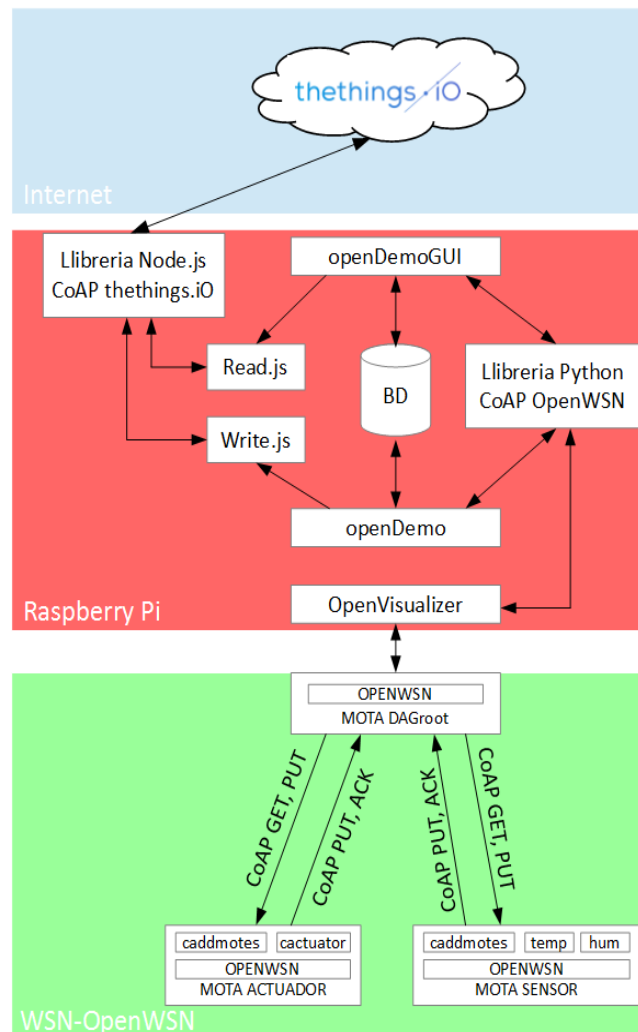 thethings.iO
Internet
Llibreria Node.js
CoAP thethings.iO
openDemoGUI
Read.js
BD
Llibreria Python
CoAP OpenWSN
Write.js
openDemo
OpenVisualizer
Raspberry Pi
OPENWSN
MOTA DAGroot
CoAP GET, PUT
CoAP PUT, ACK
CoAP PUT, ACK
CoAP GET, PUT
caddmotes
cactuator
OPENWSN
MOTA ACTUADOR
caddmotes
temp
hum
OPENWSN
MOTA SENSOR
WSN-OpenWSN